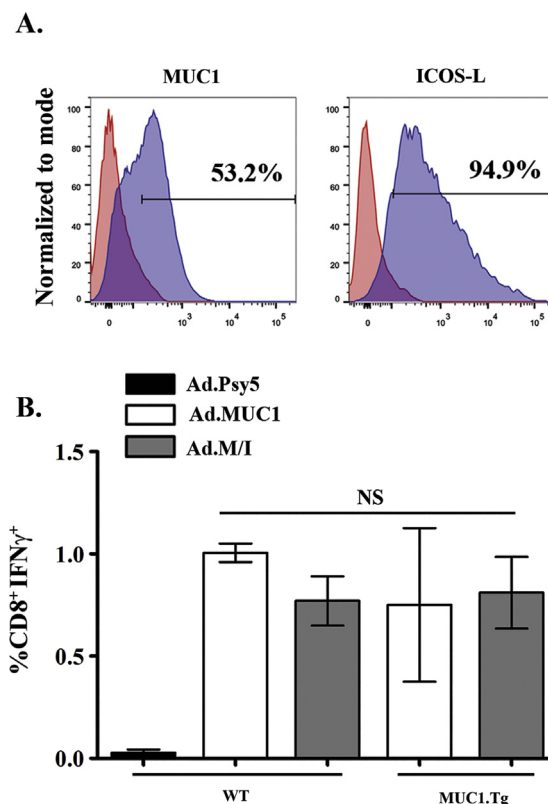 A.
MUC1 ICOS-L
Normalized to mode
100 100
80 80
60 60
40 40
20 20
0 0
53.2% 94.9%
0 10³ 10⁴ 10⁵ 0 10³ 10⁴ 10⁵
B.
Ad.Psy5
Ad.MUC1
Ad.M/I
%CD8⁺ IFNγ⁺
1.5
1.0
0.5
0.0
NS
WT MUC1.Tg